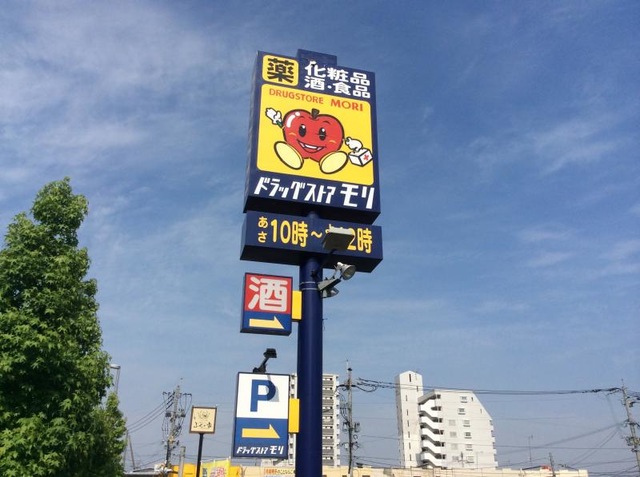 薬
化粧品
酒・食品
DRUGSTORE MORI
ドラッグストア モリ
あさ10時～
2時
酒
P
ドラッグストア モリ